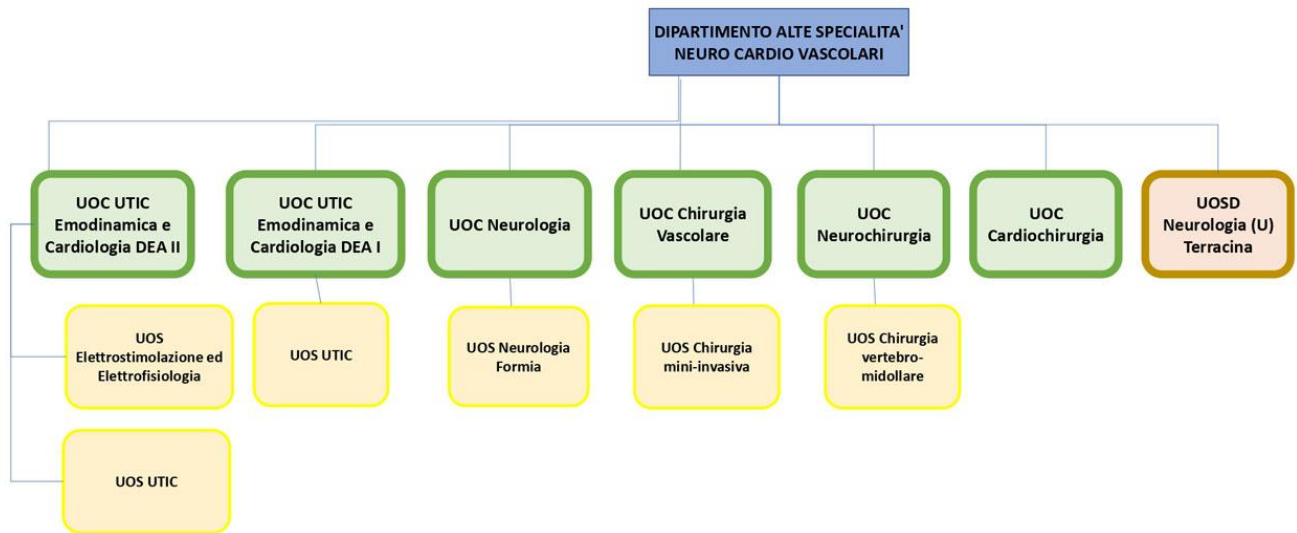 DIPARTIMENTO ALTE SPECIALITA'
NEURO CARDIO VASCOLARI
UOC UTIC
Emodinamica e
Cardiologia DEA II
UOC UTIC
Emodinamica e
Cardiologia DEA I
UOC Neurologia
UOC Chirurgia
Vascolare
UOC
Neurochirurgia
UOC
Cardiochirurgia
UOSD
Neurologia (U)
Terracina
UOS
Elettrostimolazione ed
Elettrofisiologia
UOS UTIC
UOS Neurologia
Formia
UOS Chirurgia
mini-invasiva
UOS Chirurgia
vertebro-
midollare
UOS UTIC